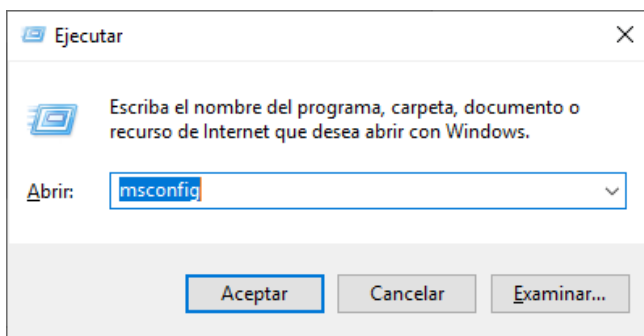 Ejecutar
Escriba el nombre del programa, carpeta, documento o
recurso de Internet que desea abrir con Windows.
Abrir: msconfig
Aceptar Cancelar Examinar...